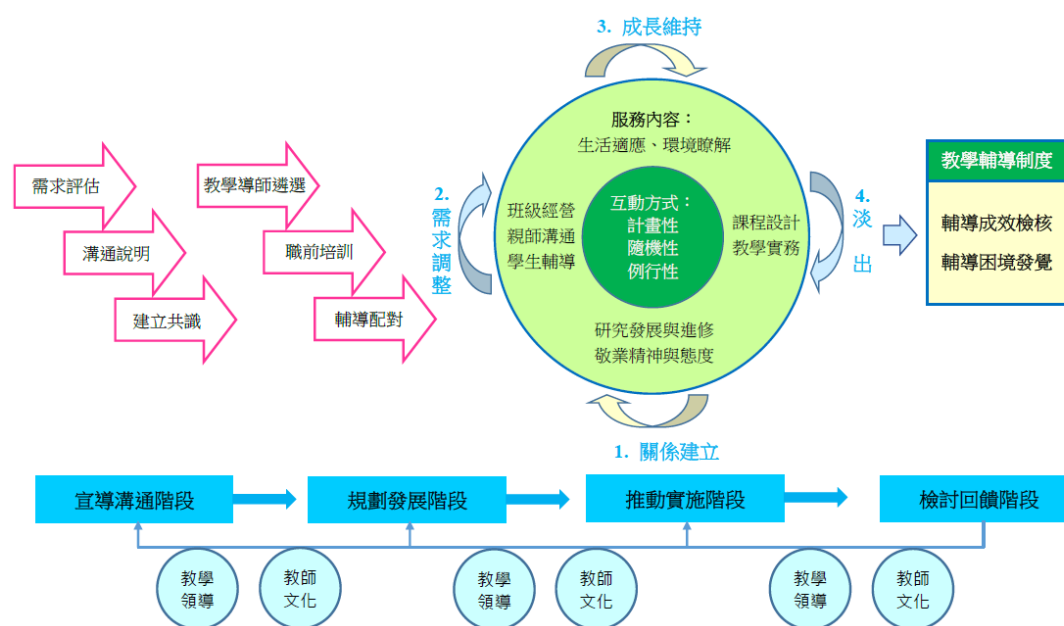 3. 成長維持
服務內容：
生活適應、環境瞭解
需求評估
溝通說明
建立共識
教學導師遴選
職前培訓
輔導配對
2.
需
求
調
整
班級經營
親師溝通
學生輔導
互動方式：
計畫性
隨機性
例行性
課程設計
教學實務
4.
淡
出
教學輔導制度
輔導成效檢核
輔導困境發覺
研究發展與進修
敬業精神與態度
1. 關係建立
宣導溝通階段
規劃發展階段
推動實施階段
檢討回饋階段
教學
領導
教師
文化
教學
領導
教師
文化
教學
領導
教師
文化